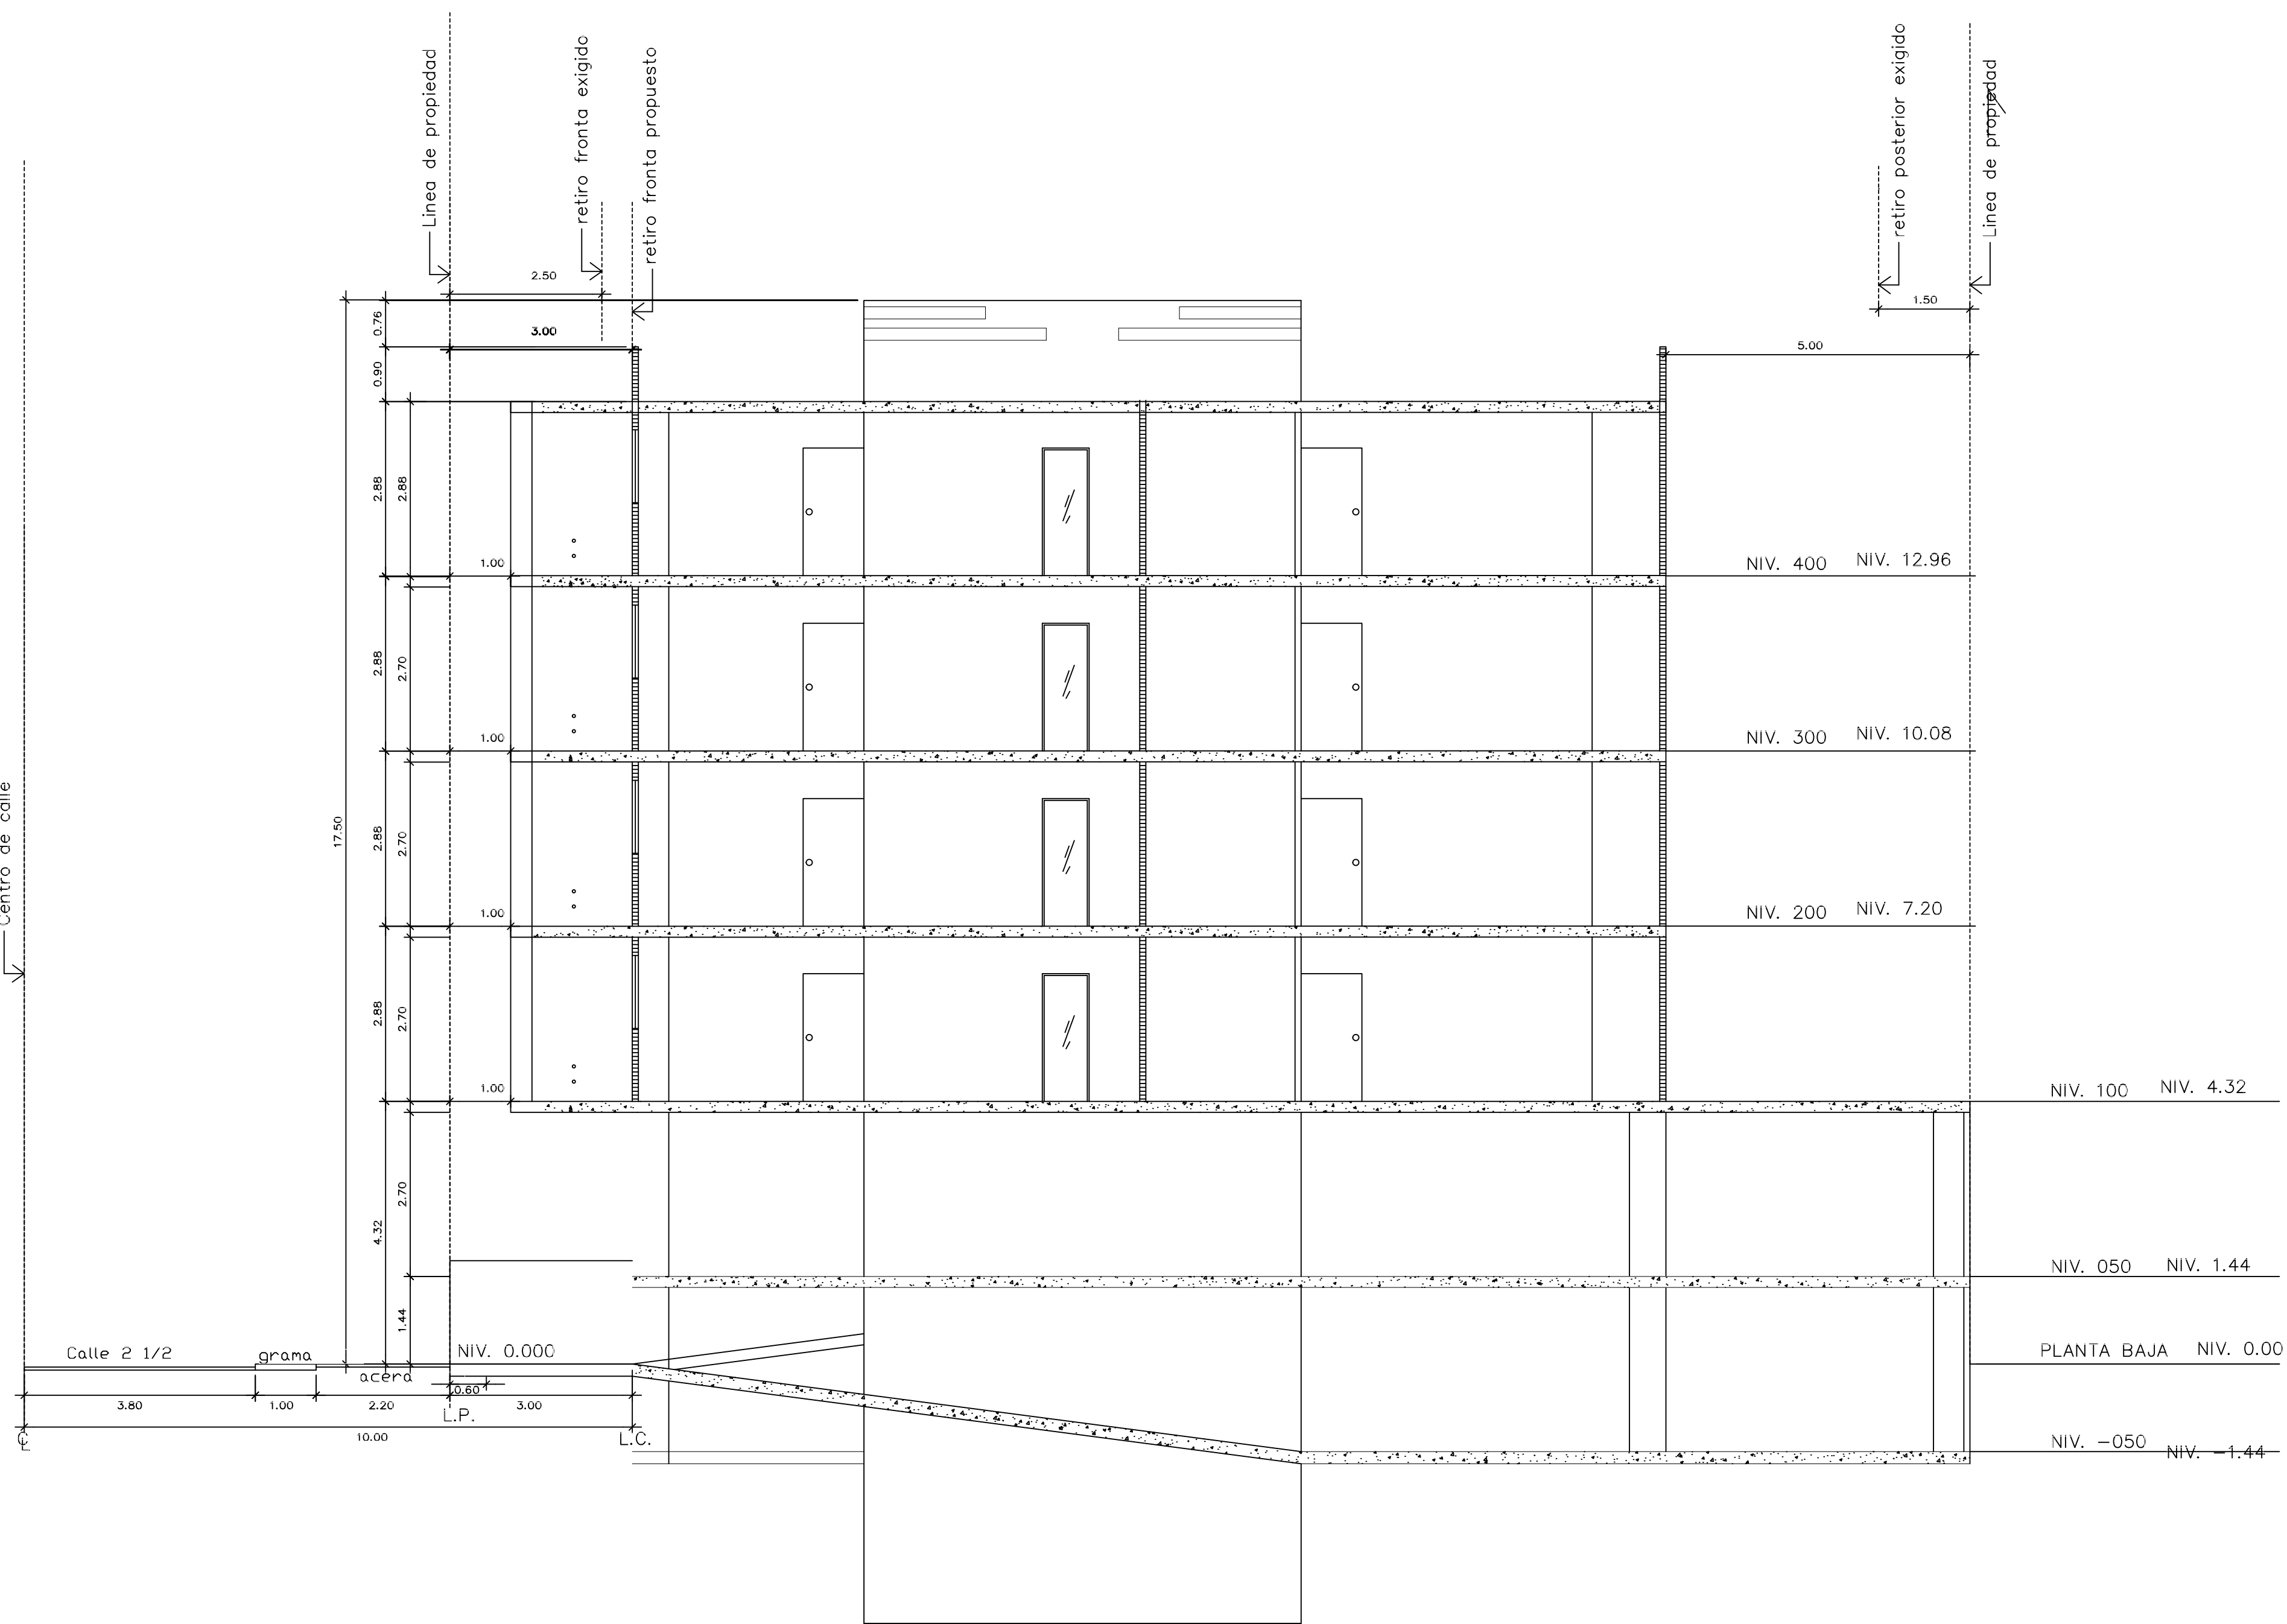 Linea de propiedad
retiro fronta exigido
retiro fronta propuesto
retiro posterior exigido
Linea de propiedad
2.50
3.00
1.50
5.00
0.76
0.90
2.88
2.88
1.00
NIV. 400 NIV. 12.96
2.88
2.70
1.00
NIV. 300 NIV. 10.08
Centro de calle
17.50
2.88
2.70
1.00
NIV. 200 NIV. 7.20
2.88
2.70
1.00
NIV. 100 NIV. 4.32
4.32
2.70
NIV. 050 NIV. 1.44
1.44
Calle 2 1/2
grama
acera
NIV. 0.000
PLANTA BAJA NIV. 0.00
0.60
3.80
1.00
2.20
3.00
L.P.
10.00
L.C.
CL
NIV. -050 NIV. -1.44